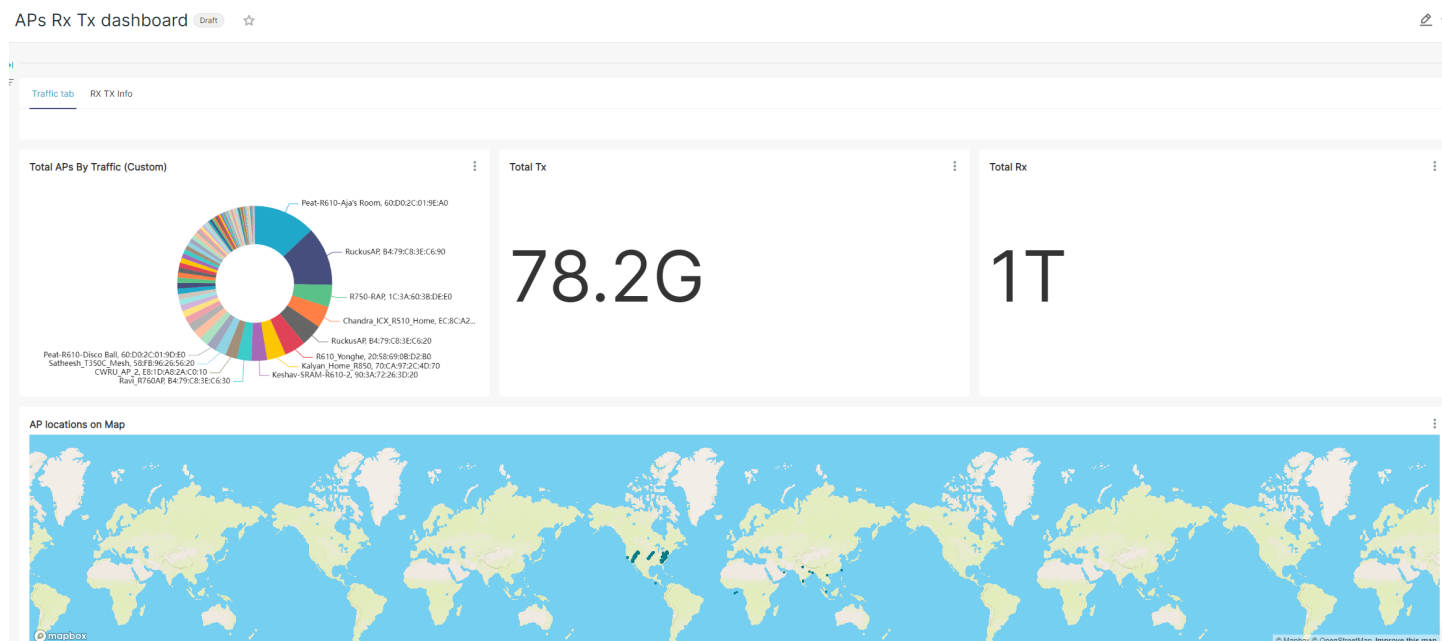 APs Rx Tx dashboard Draft
Traffic tab RX TX Info
Total APs By Traffic (Custom)
Peat-R610-Aja's Room, 60:D0:2C:01:9E:A0
RuckusAP, B4:79:C8:3E:C6:90
R750-RAP, 1C:3A:60:3B:DE:E0
Chandra_ICX_R510_Home, EC:8C:A2...
RuckusAP, B4:79:C8:3E:C6:20
R610_Yonghe, 20:58:69:0B:D2:B0
Kalyan_Home_R850, 70:CA:97:2C:4D:70
Keshav-SRAM-R610-2, 90:3A:72:26:3D:20
Peat-R610-Disco Ball, 60:D0:2C:01:9D:E0
Satheesh_T350C_Mesh, 58:FB:96:26:56:20
CWRU_AP_2, E8:1D:A8:2A:C0:10
Ravi_R760AP, B4:79:C8:3E:C6:30
Total Tx
78.2G
Total Rx
1T
AP locations on Map
mapbox
© Mapbox © OpenStreetMap Improve this map